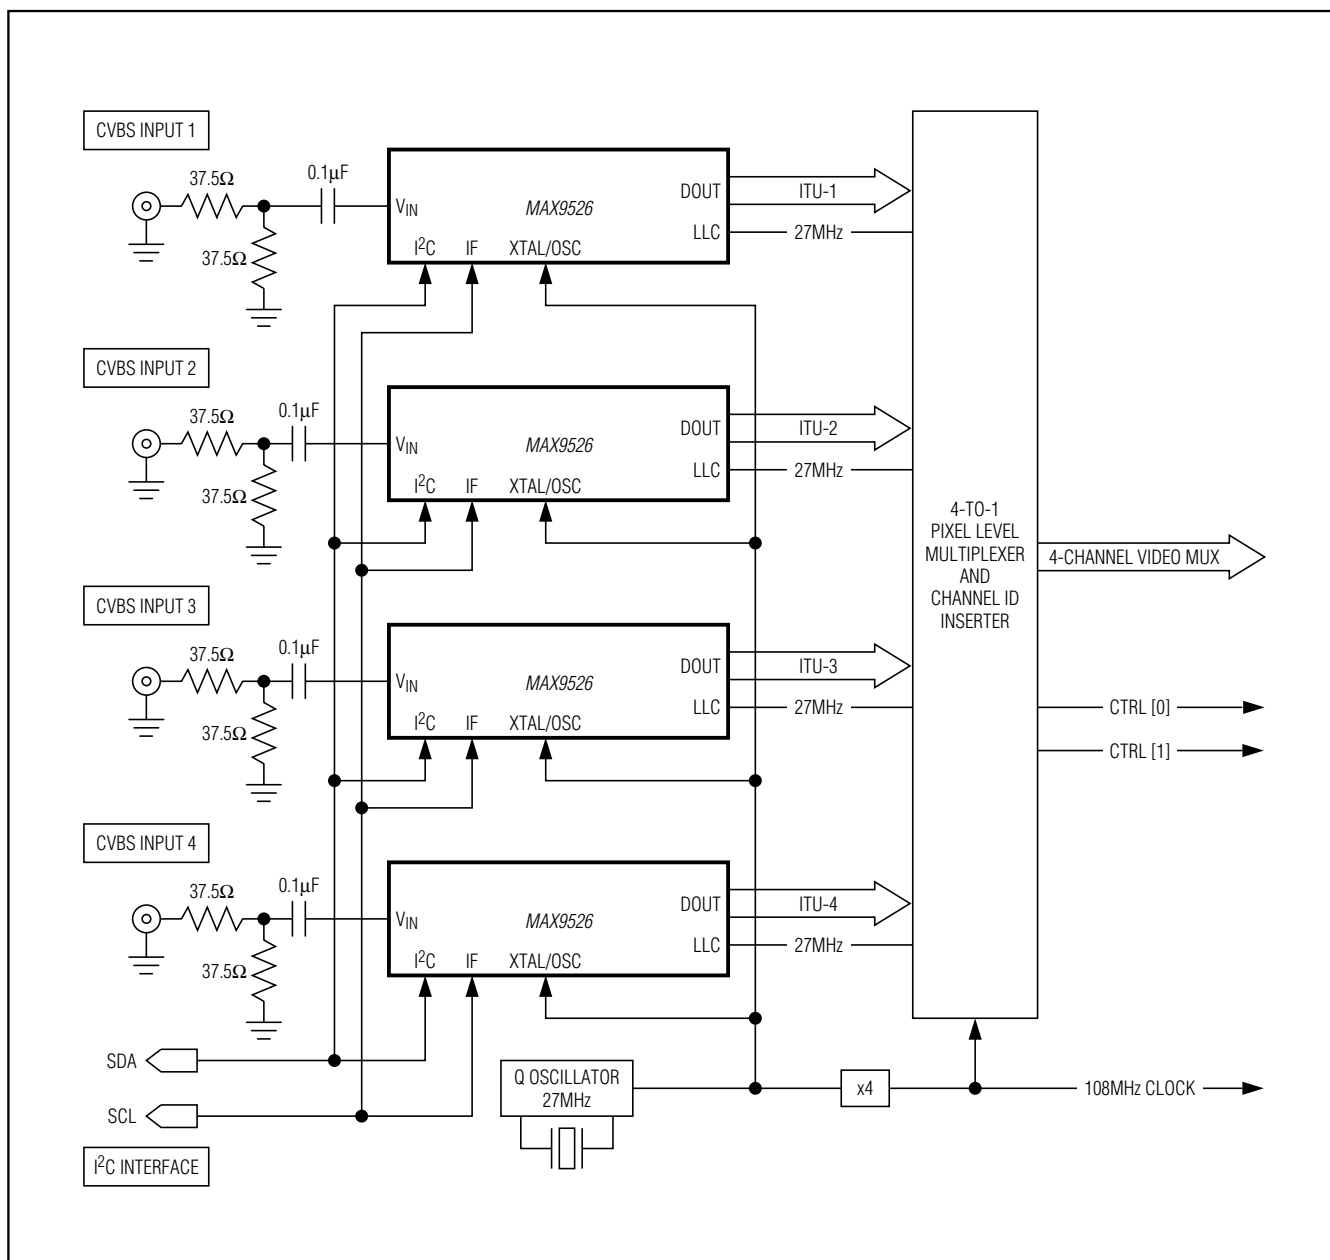 CVBS INPUT 1
37.5Ω
0.1µF
37.5Ω
VIN
MAX9526
DOUT
LLC
I²C IF XTAL/OSC
ITU-1
27MHz
CVBS INPUT 2
37.5Ω
0.1µF
37.5Ω
VIN
MAX9526
DOUT
LLC
I²C IF XTAL/OSC
ITU-2
27MHz
CVBS INPUT 3
37.5Ω
0.1µF
37.5Ω
VIN
MAX9526
DOUT
LLC
I²C IF XTAL/OSC
ITU-3
27MHz
CVBS INPUT 4
37.5Ω
0.1µF
37.5Ω
VIN
MAX9526
DOUT
LLC
I²C IF XTAL/OSC
ITU-4
27MHz
4-TO-1
PIXEL LEVEL
MULTIPLEXER
AND
CHANNEL ID
INSERTER
4-CHANNEL VIDEO MUX
CTRL [0]
CTRL [1]
SDA
SCL
I²C INTERFACE
Q OSCILLATOR
27MHz
x4
108MHz CLOCK